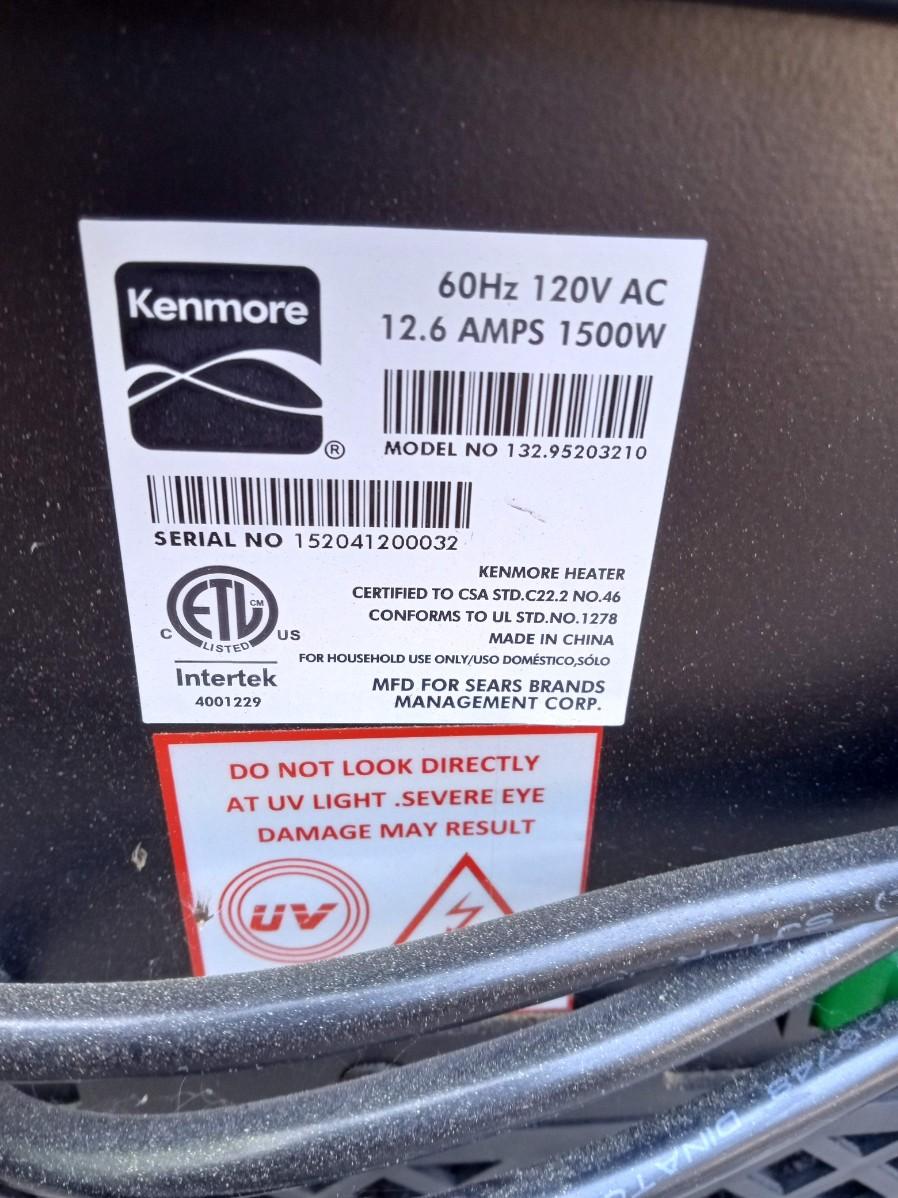 Kenmore
®
60Hz 120V AC
12.6 AMPS 1500W
MODEL NO 132.95203210
SERIAL NO 152041200032
ETL CM
LISTED
C US
Intertek
4001229
KENMORE HEATER
CERTIFIED TO CSA STD.C22.2 NO.46
CONFORMS TO UL STD.NO.1278
MADE IN CHINA
FOR HOUSEHOLD USE ONLY/USO DOMÉSTICO,SÓLO
MFD FOR SEARS BRANDS
MANAGEMENT CORP.
DO NOT LOOK DIRECTLY
AT UV LIGHT .SEVERE EYE
DAMAGE MAY RESULT
UV